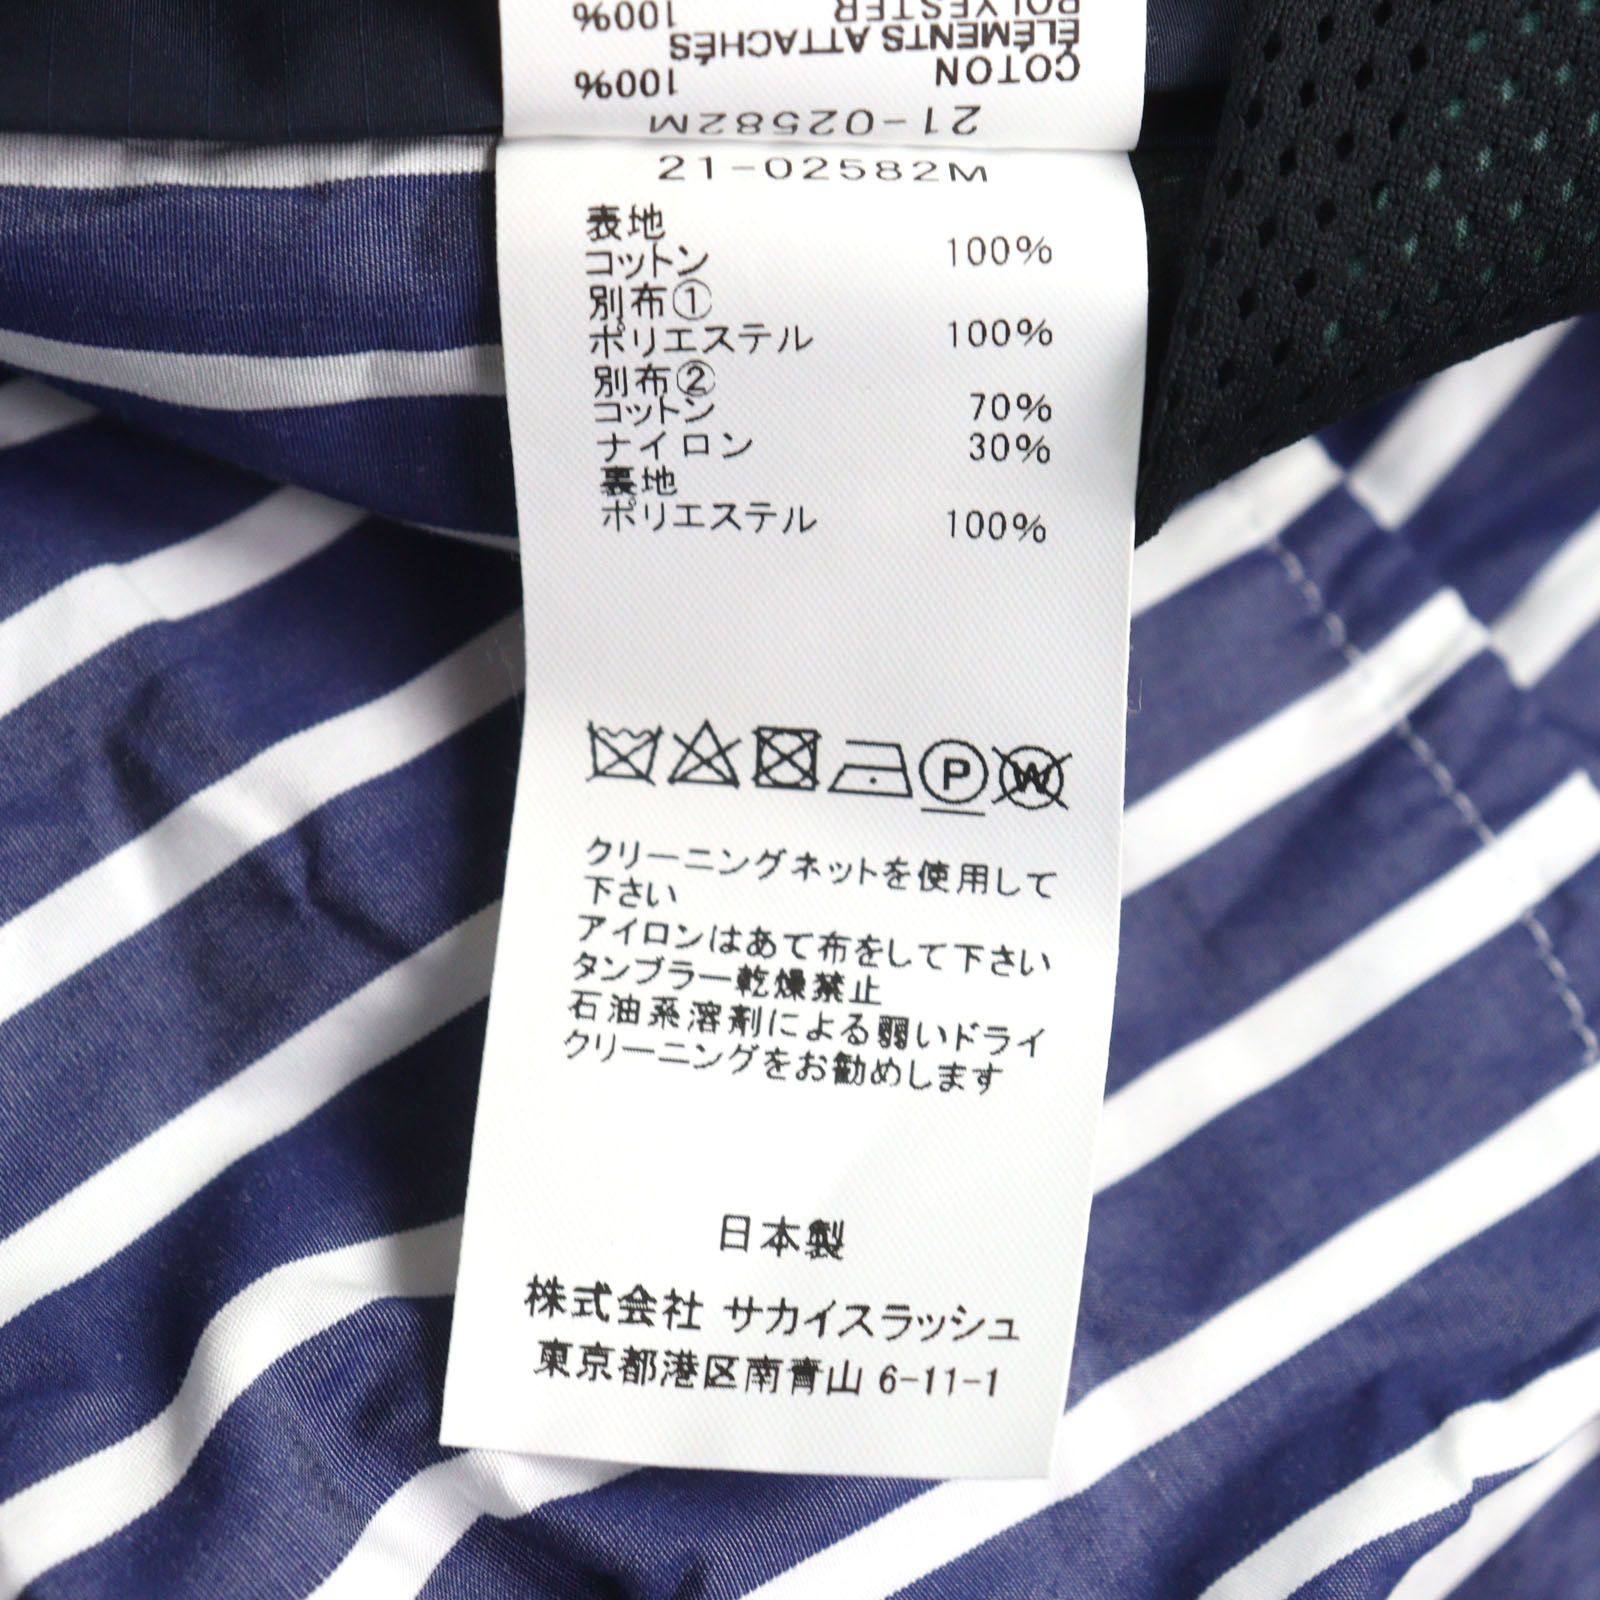 POLYESTER 100%
ÉLÉMENTS ATTACHÉS
COTON 100%
21-02582M
21-02582M
表地
コットン 100%
別布①
ポリエステル 100%
別布②
コットン 70%
ナイロン 30%
裏地
ポリエステル 100%
P W
クリーニングネットを使用して
下さい
アイロンはあて布をして下さい
タンブラー乾燥禁止
石油系溶剤による弱いドライ
クリーニングをお勧めします
日本製
株式会社 サカイスラッシュ
東京都港区南青山 6-11-1